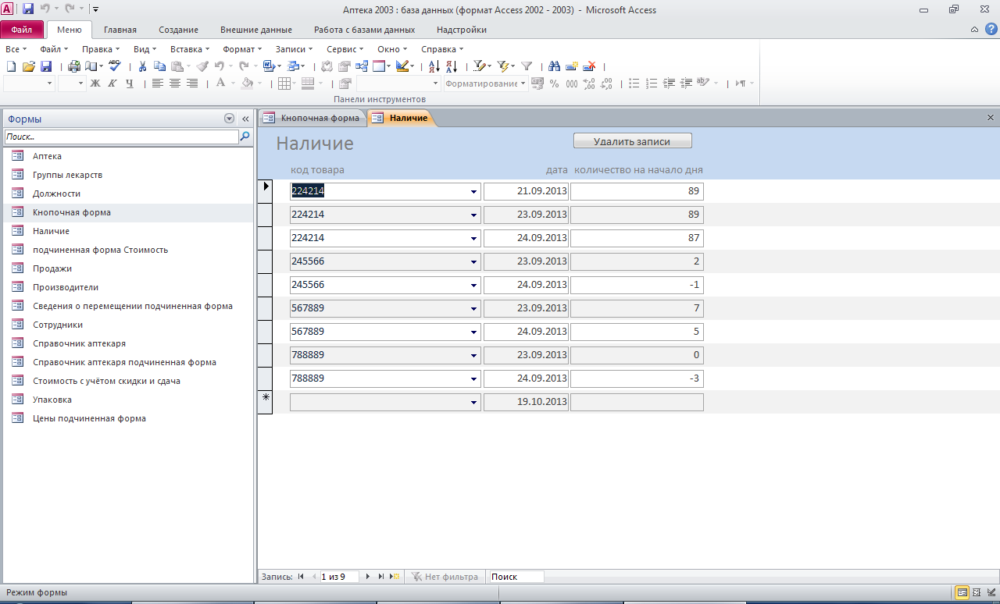 Аптека 2003 : база данных (формат Access 2002 - 2003) - Microsoft Access
Файл Меню Главная Создание Внешние данные Работа с базами данных Надстройки
Все Файл Правка Вид Вставка Формат Записи Сервис Окно Справка
Ж К Ч Форматирование % 000
Панели инструментов
Формы
Поиск...
Аптека
Группы лекарств
Должности
Кнопочная форма
Наличие
подчиненная форма Стоимость
Продажи
Производители
Сведения о перемещении подчиненная форма
Сотрудники
Справочник аптекаря
Справочник аптекаря подчиненная форма
Стоимость с учётом скидки и сдача
Упаковка
Цены подчиненная форма
Кнопочная форма Наличие
Наличие Удалить записи
код товара дата количество на начало дня
224214 21.09.2013 89
224214 23.09.2013 89
224214 24.09.2013 87
245566 23.09.2013 2
245566 24.09.2013 -1
567889 23.09.2013 7
567889 24.09.2013 5
788889 23.09.2013 0
788889 24.09.2013 -3
19.10.2013
Запись: 1 из 9 Нет фильтра Поиск
Режим формы